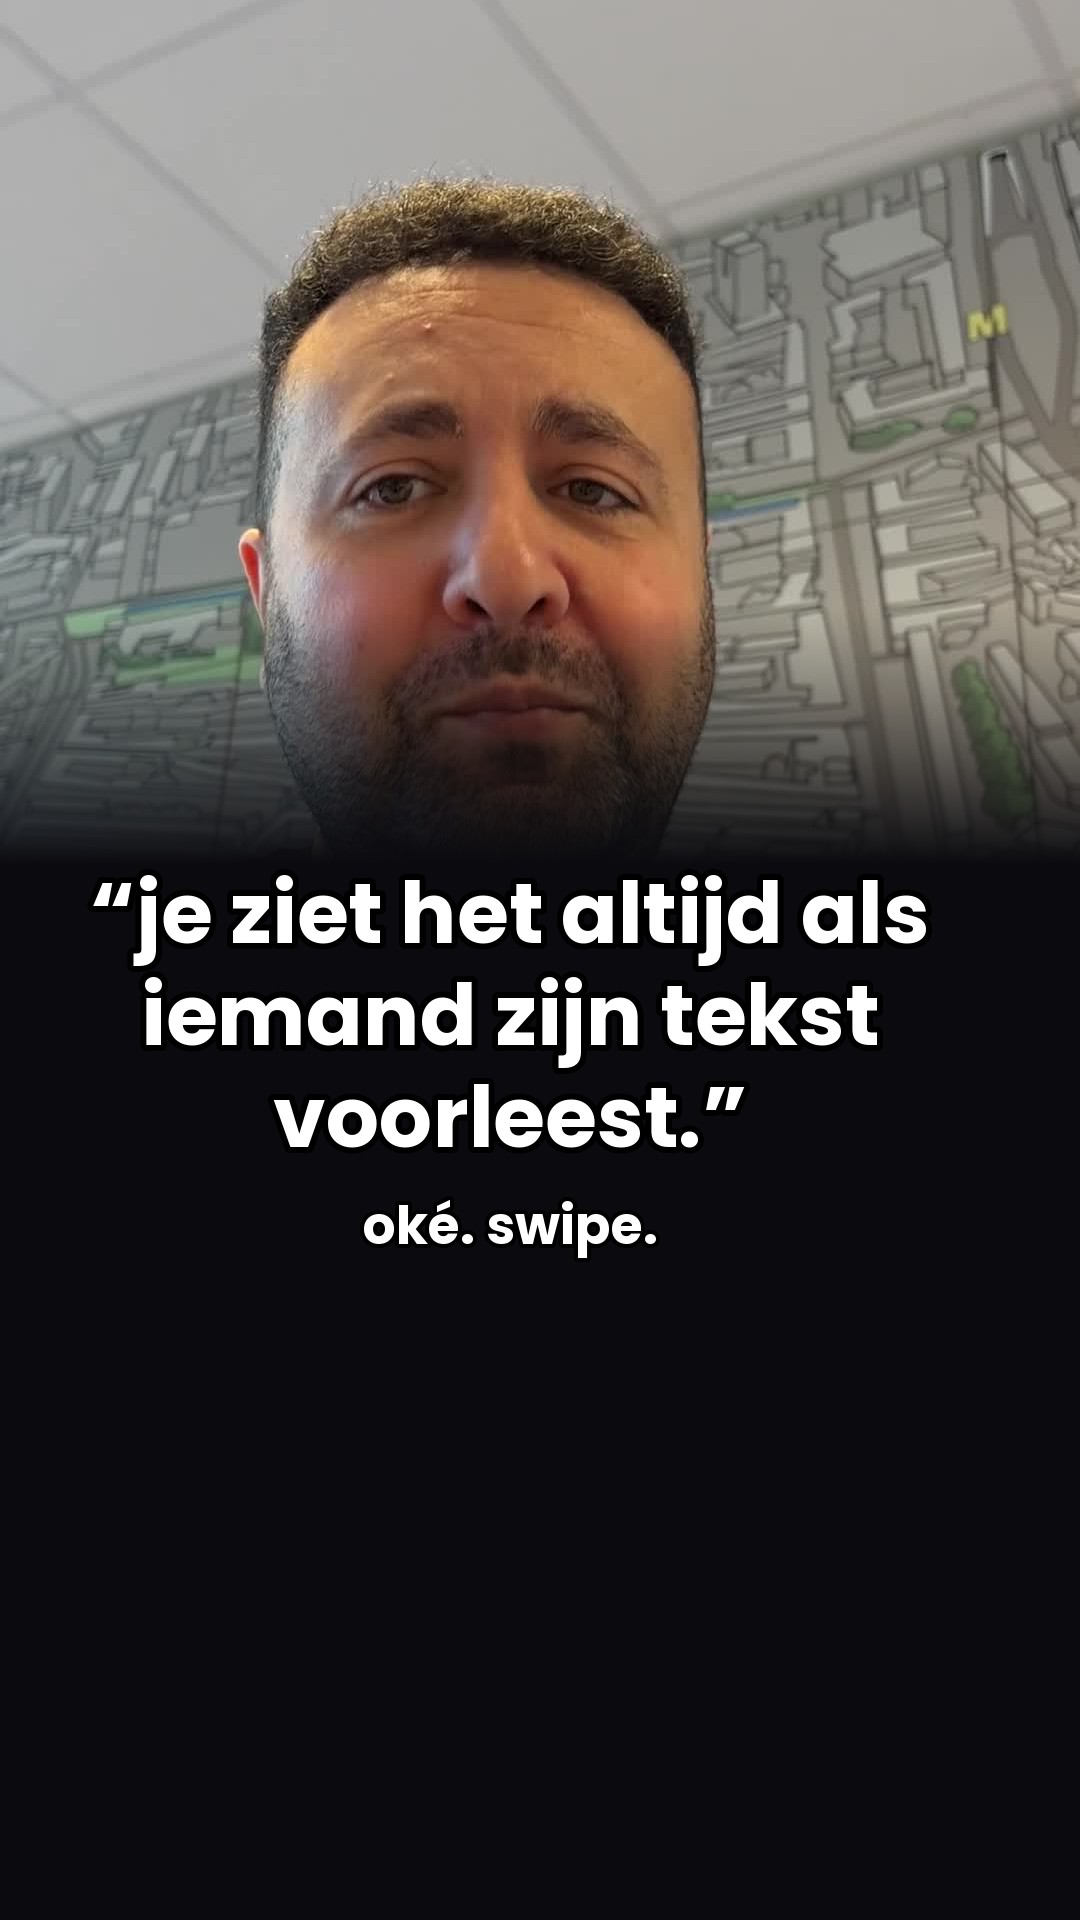 M
“je ziet het altijd als
iemand zijn tekst
voorleest.”
oké. swipe.